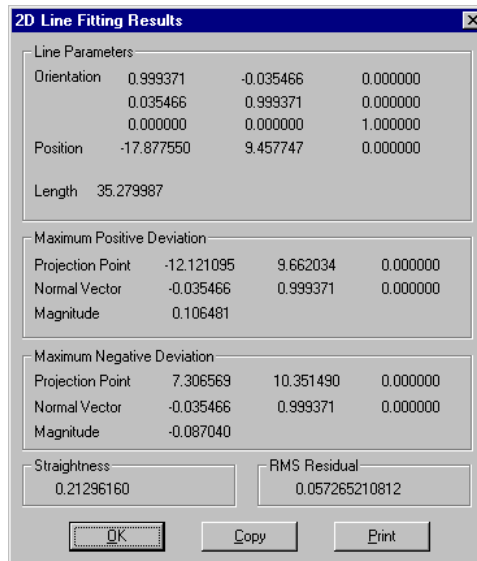 2D Line Fitting Results
Line Parameters
Orientation 0.999371 -0.035466 0.000000
0.035466 0.999371 0.000000
0.000000 0.000000 1.000000
Position -17.877550 9.457747 0.000000
Length 35.279987
Maximum Positive Deviation
Projection Point -12.121095 9.662034 0.000000
Normal Vector -0.035466 0.999371 0.000000
Magnitude 0.106481
Maximum Negative Deviation
Projection Point 7.306569 10.351490 0.000000
Normal Vector -0.035466 0.999371 0.000000
Magnitude -0.087040
Straightness RMS Residual
0.21296160 0.057265210812
OK Copy Print